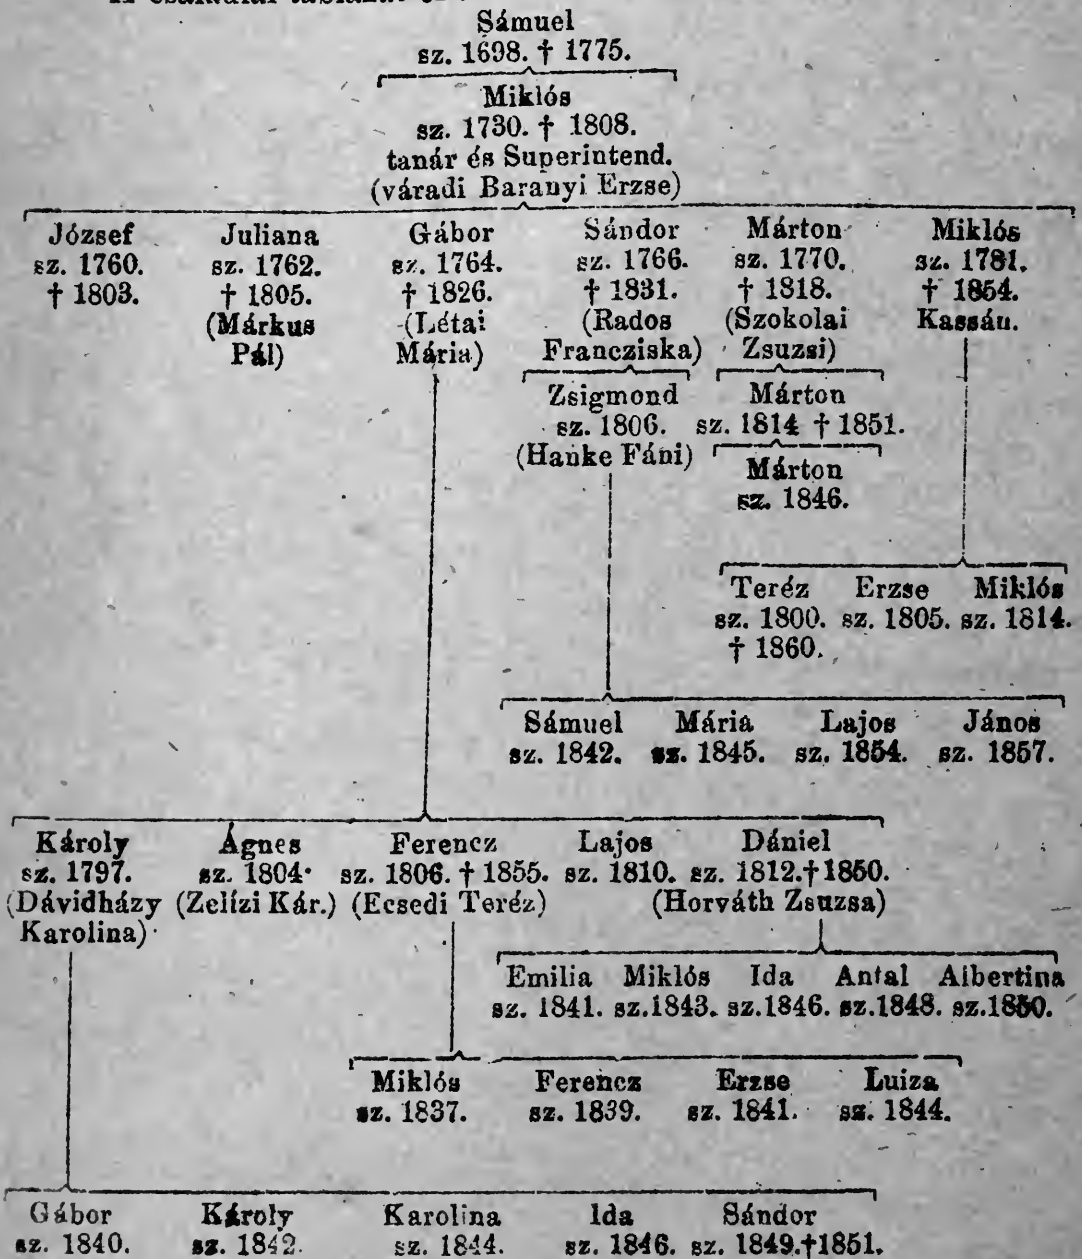 Sámuel
sz. 1698. † 1775.
Miklós
sz. 1730. † 1808.
tanár és Superintend.
(váradi Baranyi Erzse)
József Juliana Gábor Sándor Márton Miklós
sz. 1760. sz. 1762. sz. 1764. sz. 1766. sz. 1770. sz. 1781.
† 1803. † 1805. † 1826. † 1831. † 1818. † 1854.
(Márkus (Létai (Rados (Szokolai Kassán.
Pál) Mária) Francziska) Zsuzsi)
Zsigmond Márton
sz. 1806. sz. 1814 † 1851.
(Hanke Fáni) Márton
sz. 1846.
Teréz Erzse Miklós
sz. 1800. sz. 1805. sz. 1814.
† 1860.
Sámuel Mária Lajos János
sz. 1842. sz. 1845. sz. 1854. sz. 1857.
Károly Ágnes Ferencz Lajos Dániel
sz. 1797. sz. 1804. sz. 1806. † 1855. sz. 1810. sz. 1812. † 1850.
(Dávidházy (Zelízi Kár.) (Ecsedi Teréz) (Horváth Zsuzsa)
Karolina)
Emilia Miklós Ida Antal Albertina
sz. 1841. sz. 1843. sz. 1846. sz. 1848. sz. 1850.
Miklós Ferencz Erzse Luiza
sz. 1837. sz. 1839. sz. 1841. sz. 1844.
Gábor Károly Karolina Ida Sándor
sz. 1840. sz. 1842. sz. 1844. sz. 1846. sz. 1849. † 1851.